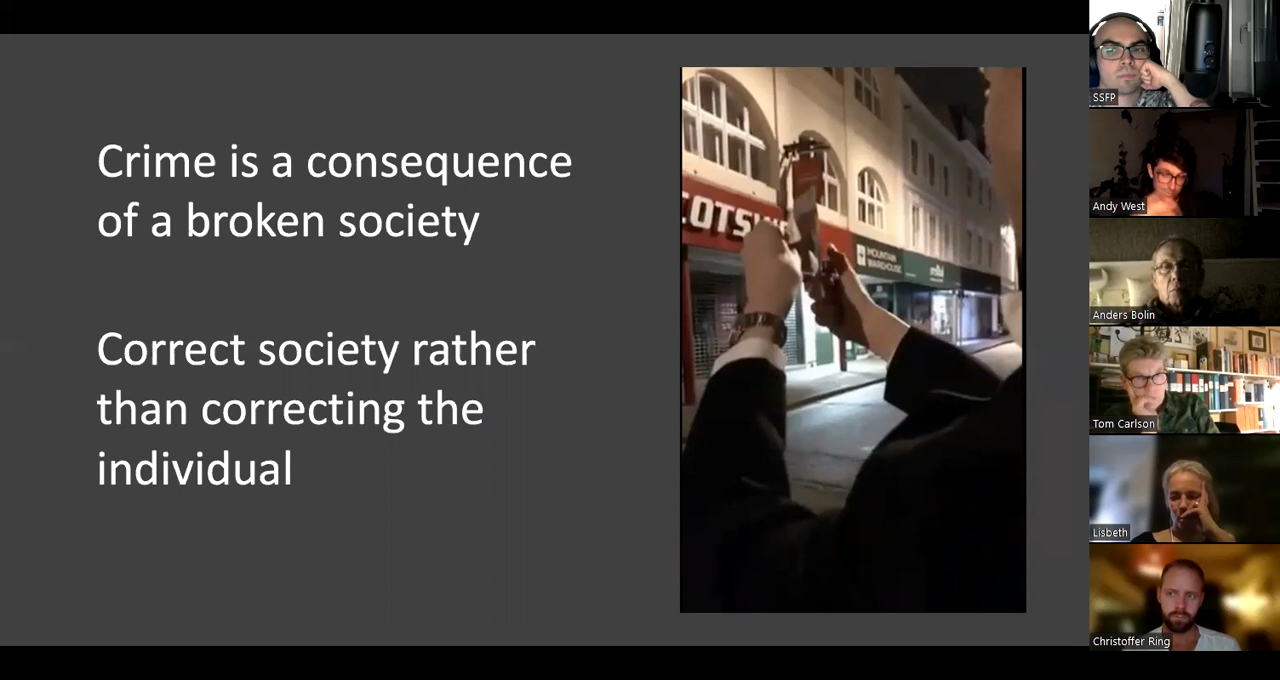 Crime is a consequence
of a broken society
Correct society rather
than correcting the
individual
MOUNTAIN
WAREHOUSE
SSFP
Andy West
Anders Bolin
Tom Carlson
Lisbeth
Christoffer Ring